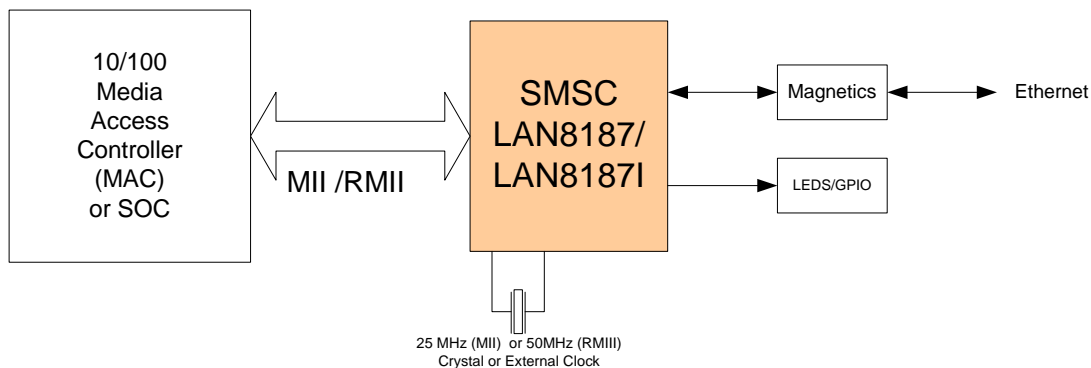 10/100
Media
Access
Controller
(MAC)
or SOC
MII /RMII
SMSC
LAN8187/
LAN8187I
Magnetics
Ethernet
LEDS/GPIO
25 MHz (MII) or 50MHz (RMIII)
Crystal or External Clock